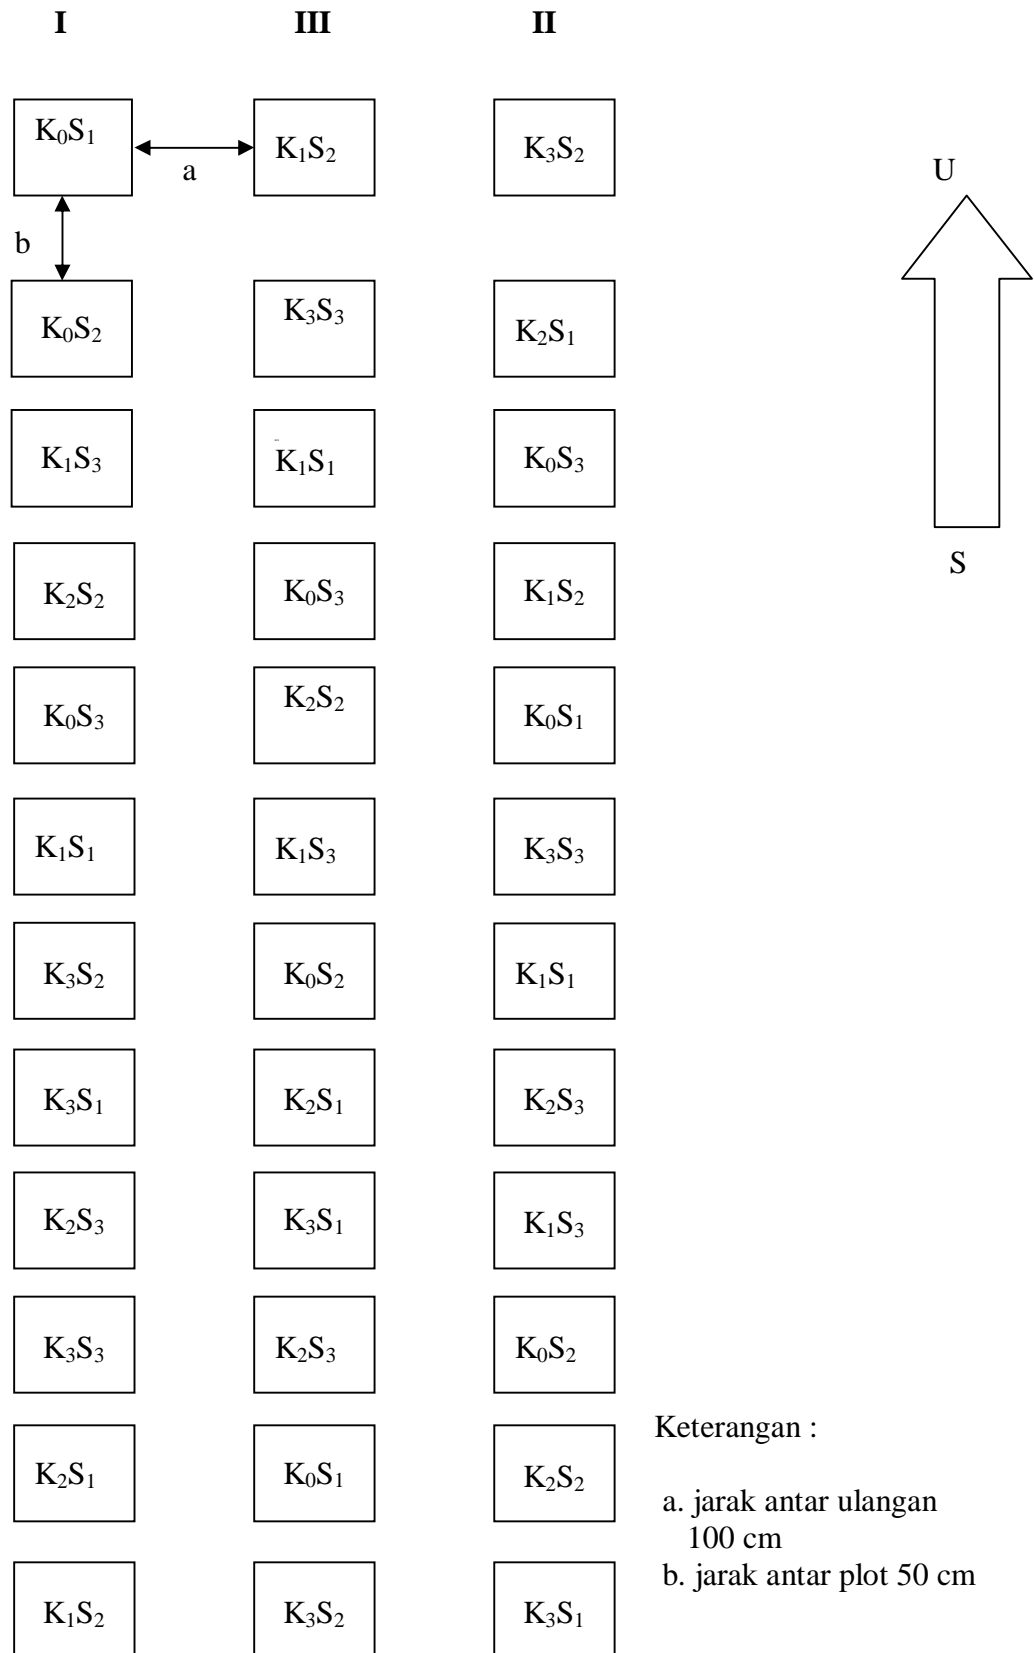 I III II
K₀S₁ K₁S₂ K₃S₂
a
U
b
K₀S₂ K₃S₃ K₂S₁
K₁S₃ K₁S₁ K₀S₃
S
K₂S₂ K₀S₃ K₁S₂
K₀S₃ K₂S₂ K₀S₁
K₁S₁ K₁S₃ K₃S₃
K₃S₂ K₀S₂ K₁S₁
K₃S₁ K₂S₁ K₂S₃
K₂S₃ K₃S₁ K₁S₃
K₃S₃ K₂S₃ K₀S₂
Keterangan :
K₂S₁ K₀S₁ K₂S₂
a. jarak antar ulangan
100 cm
b. jarak antar plot 50 cm
K₁S₂ K₃S₂ K₃S₁